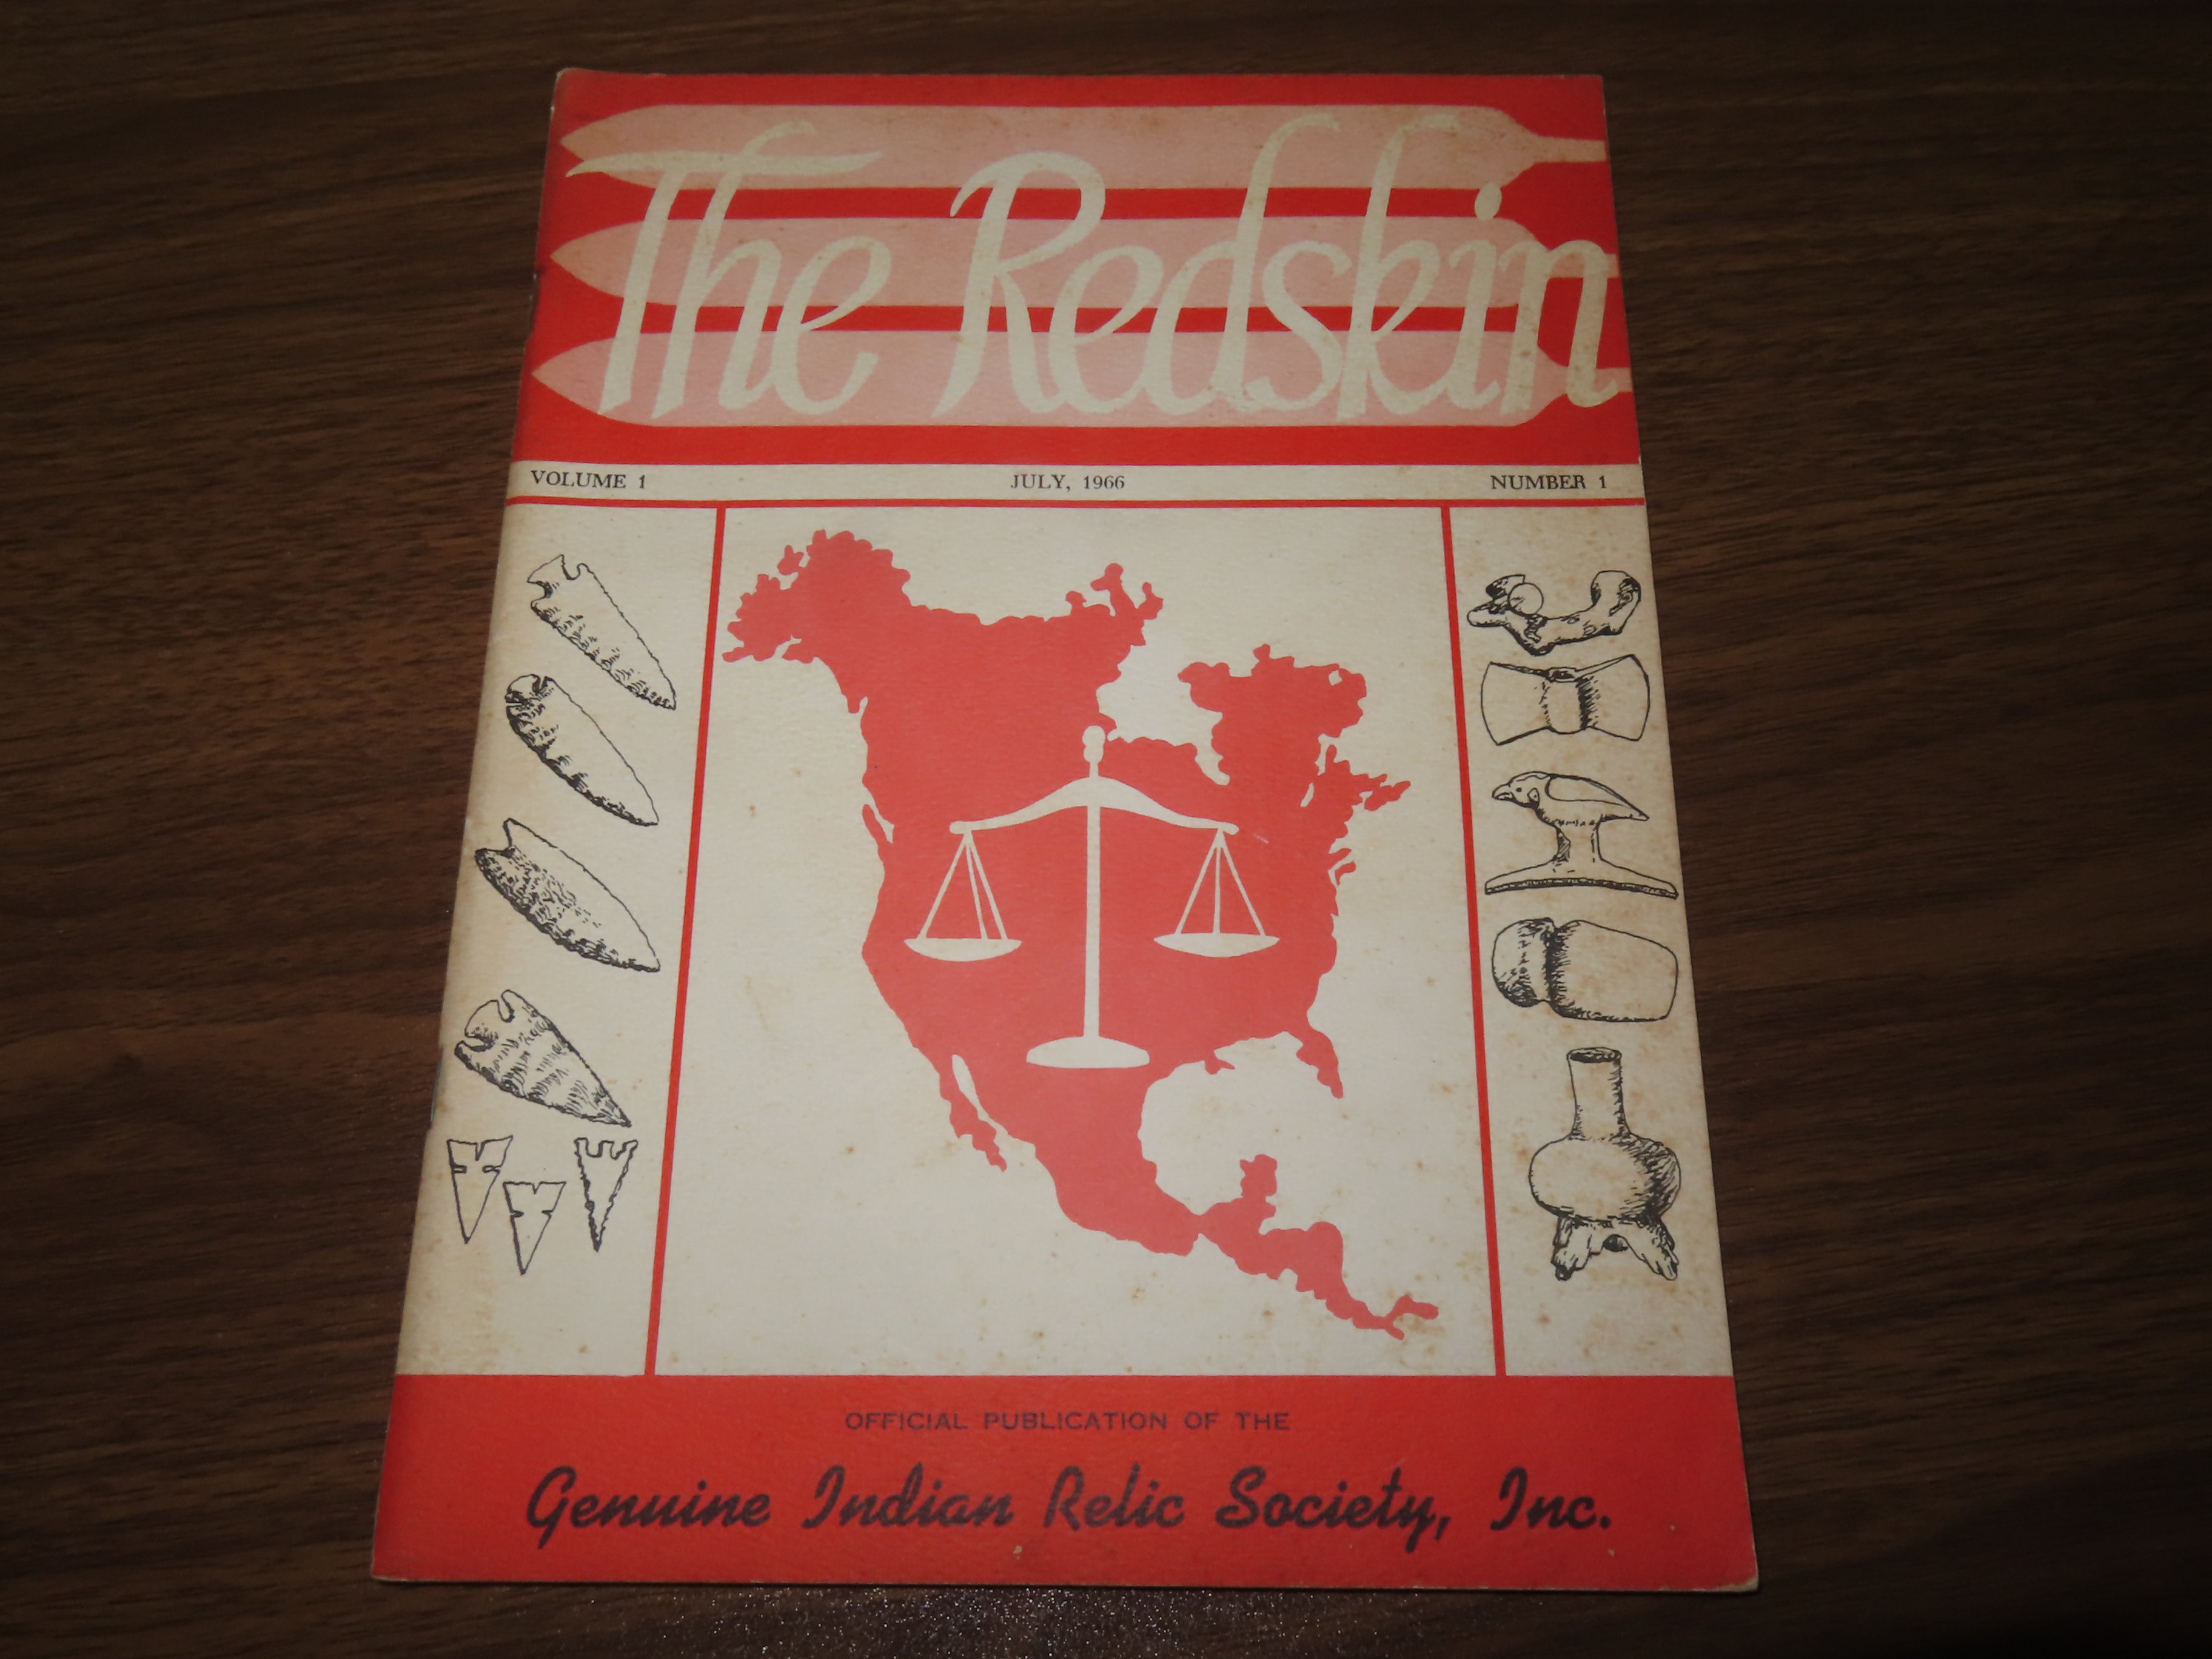 The Redskin
VOLUME 1 JULY, 1966 NUMBER 1
OFFICIAL PUBLICATION OF THE
Genuine Indian Relic Society, Inc.